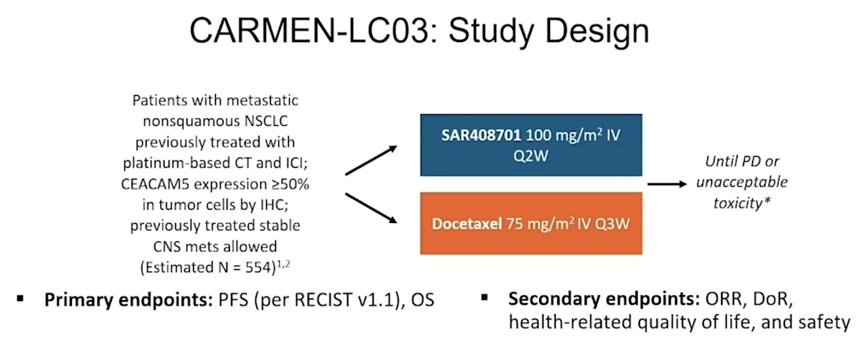 CARMEN-LC03: Study Design
Patients with metastatic
nonsquamous NSCLC
previously treated with
platinum-based CT and ICI;
CEACAM5 expression ≥50%
in tumor cells by IHC;
previously treated stable
CNS mets allowed
(Estimated N = 554)1,2
SAR408701 100 mg/m2 IV
Q2W
Docetaxel 75 mg/m2 IV Q3W
Until PD or
unacceptable
toxicity*
▪ Primary endpoints: PFS (per RECIST v1.1), OS
▪ Secondary endpoints: ORR, DoR,
health-related quality of life, and safety